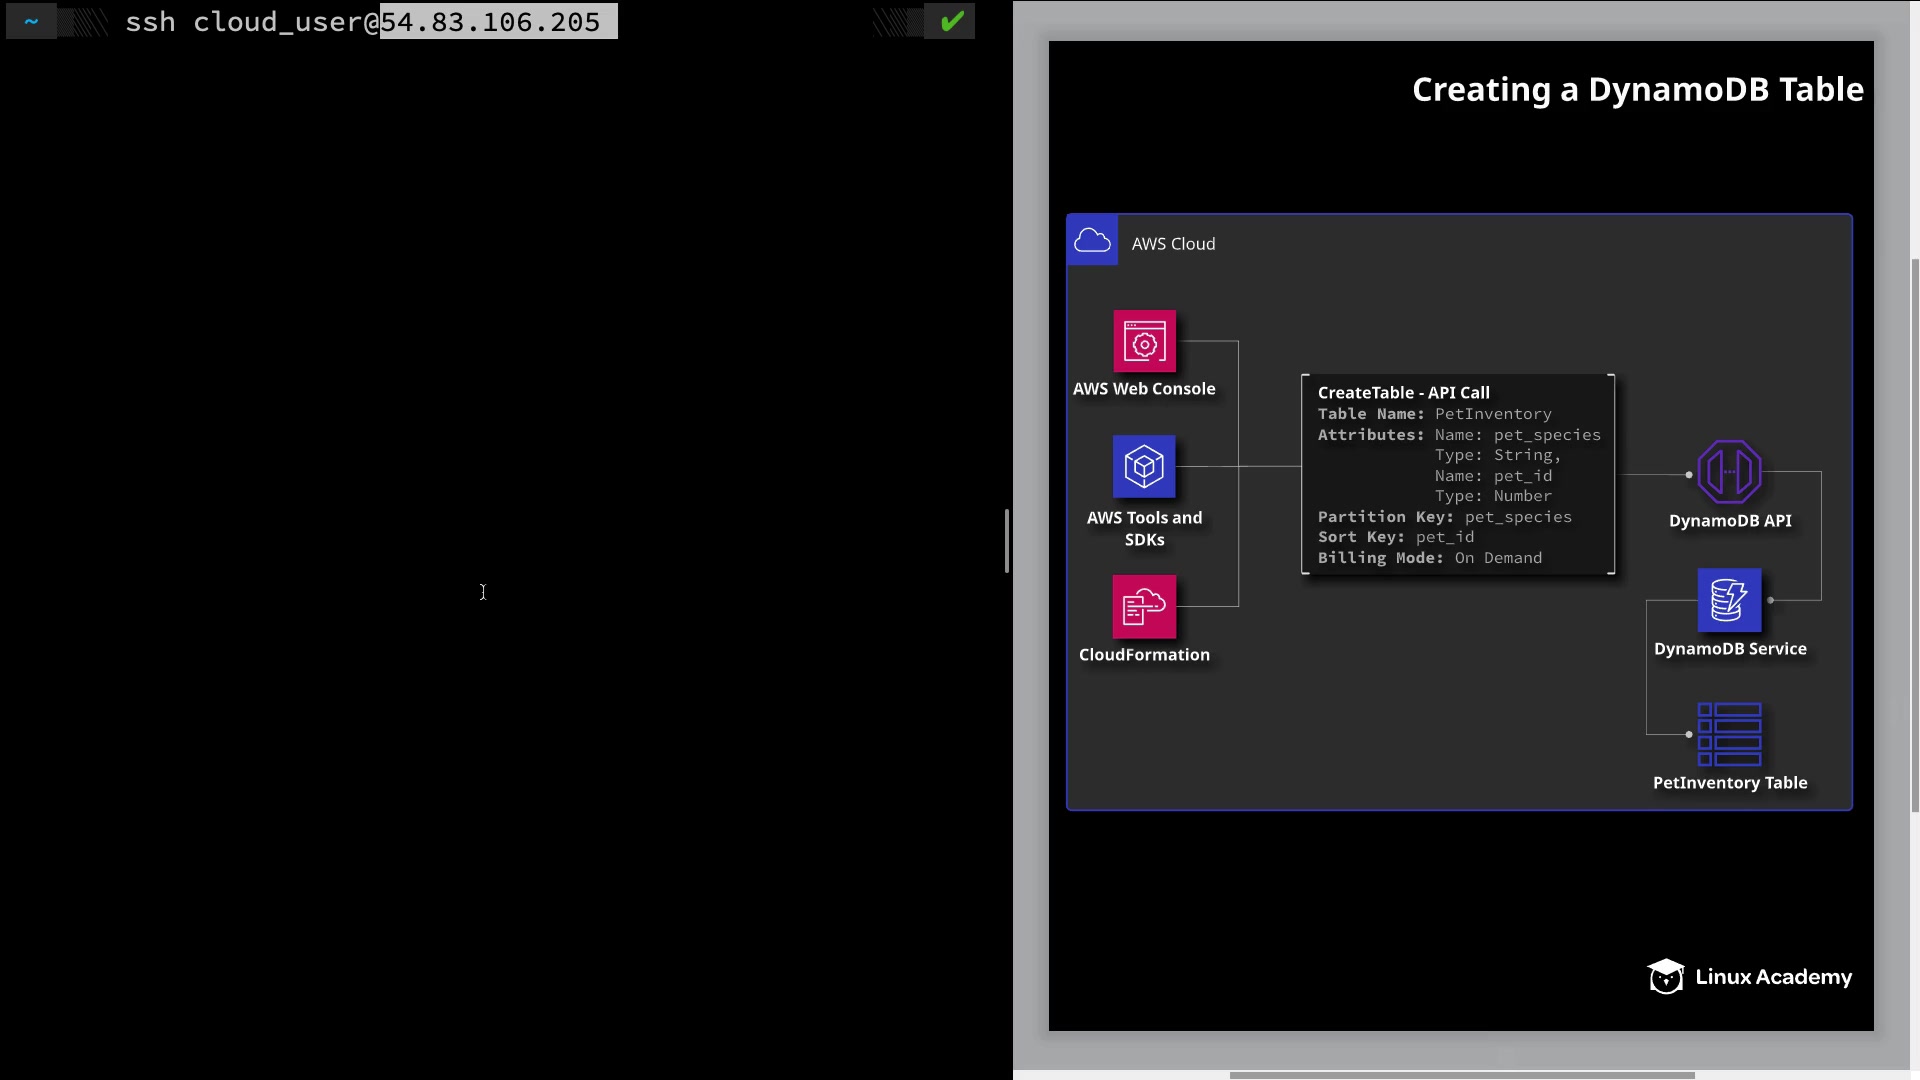 ~ ssh cloud_user@54.83.106.205 ✔
Creating a DynamoDB Table
AWS Cloud
AWS Web Console
AWS Tools and
SDKs
CloudFormation
CreateTable - API Call
Table Name: PetInventory
Attributes: Name: pet_species
Type: String,
Name: pet_id
Type: Number
Partition Key: pet_species
Sort Key: pet_id
Billing Mode: On Demand
DynamoDB API
DynamoDB Service
PetInventory Table
Linux Academy